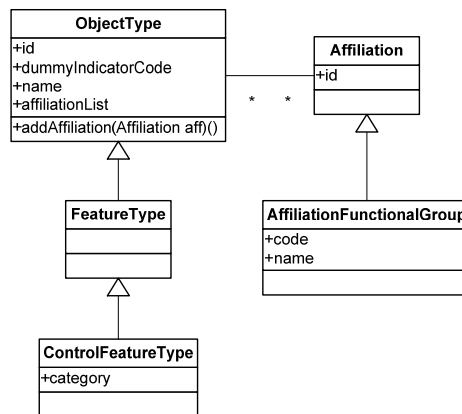 ObjectType
+id
+dummyIndicatorCode
+name
+affiliationList
+addAffiliation(Affiliation aff)()
Affiliation
+id
* *
FeatureType
AffiliationFunctionalGroup
+code
+name
ControlFeatureType
+category